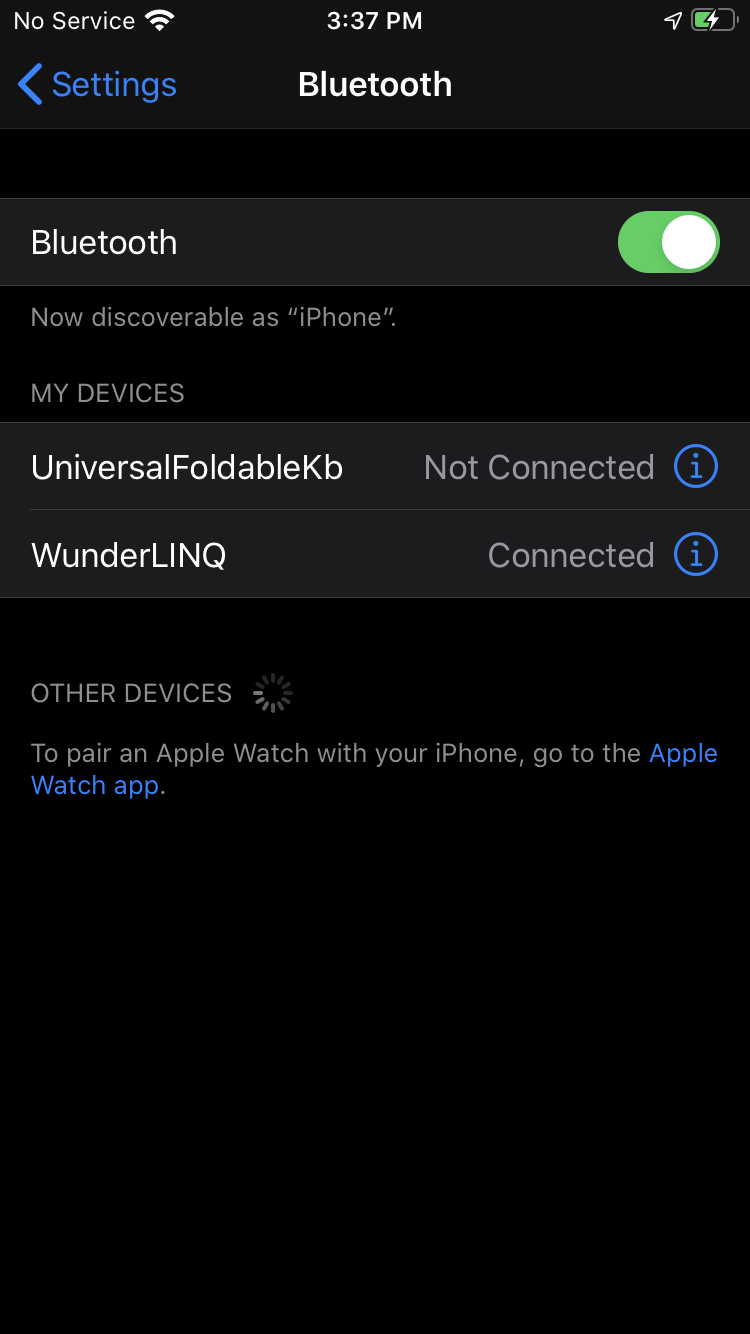 No Service 3:37 PM
Settings Bluetooth
Bluetooth
Now discoverable as “iPhone”.
MY DEVICES
UniversalFoldableKb Not Connected
WunderLINQ Connected
OTHER DEVICES
To pair an Apple Watch with your iPhone, go to the Apple
Watch app.